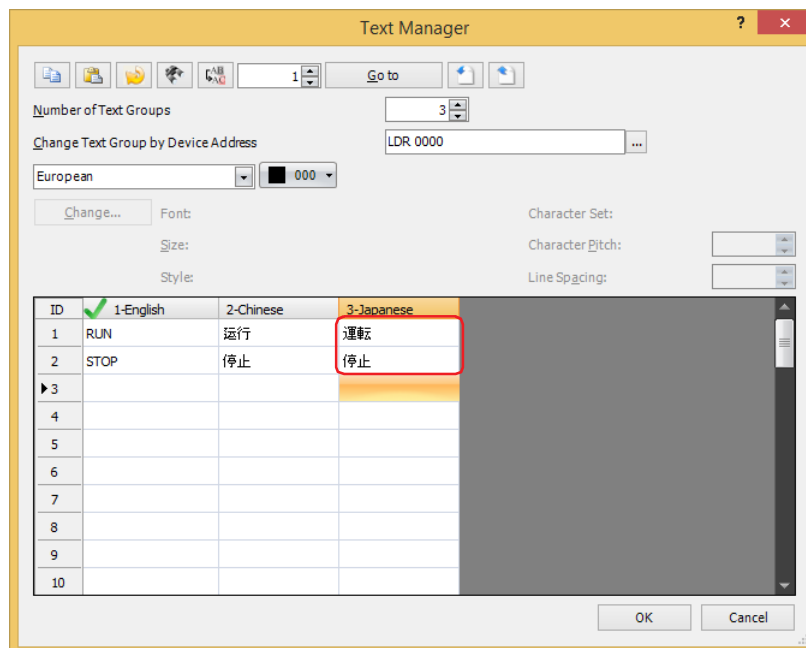 Text Manager
?
1
Go to
Number of Text Groups
3
Change Text Group by Device Address
LDR 0000
...
European
000
Change...
Font:
Character Set:
Size:
Character Pitch:
Style:
Line Spacing:
ID
1-English
2-Chinese
3-Japanese
1
RUN
运行
運転
2
STOP
停止
停止
3
4
5
6
7
8
9
10
OK
Cancel